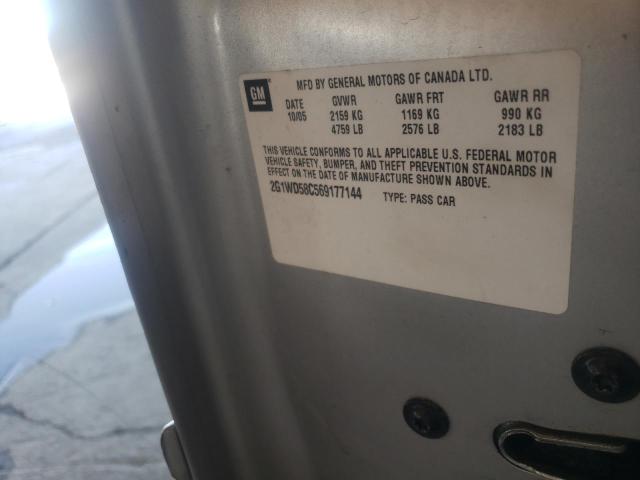 GM MFD BY GENERAL MOTORS OF CANADA LTD.
DATE GVWR GAWR FRT GAWR RR
10/05 2159 KG 1169 KG 990 KG
4759 LB 2576 LB 2183 LB
THIS VEHICLE CONFORMS TO ALL APPLICABLE U.S. FEDERAL MOTOR
VEHICLE SAFETY, BUMPER, AND THEFT PREVENTION STANDARDS IN
EFFECT ON THE DATE OF MANUFACTURE SHOWN ABOVE.
2G1WD58C569177144 TYPE: PASS CAR